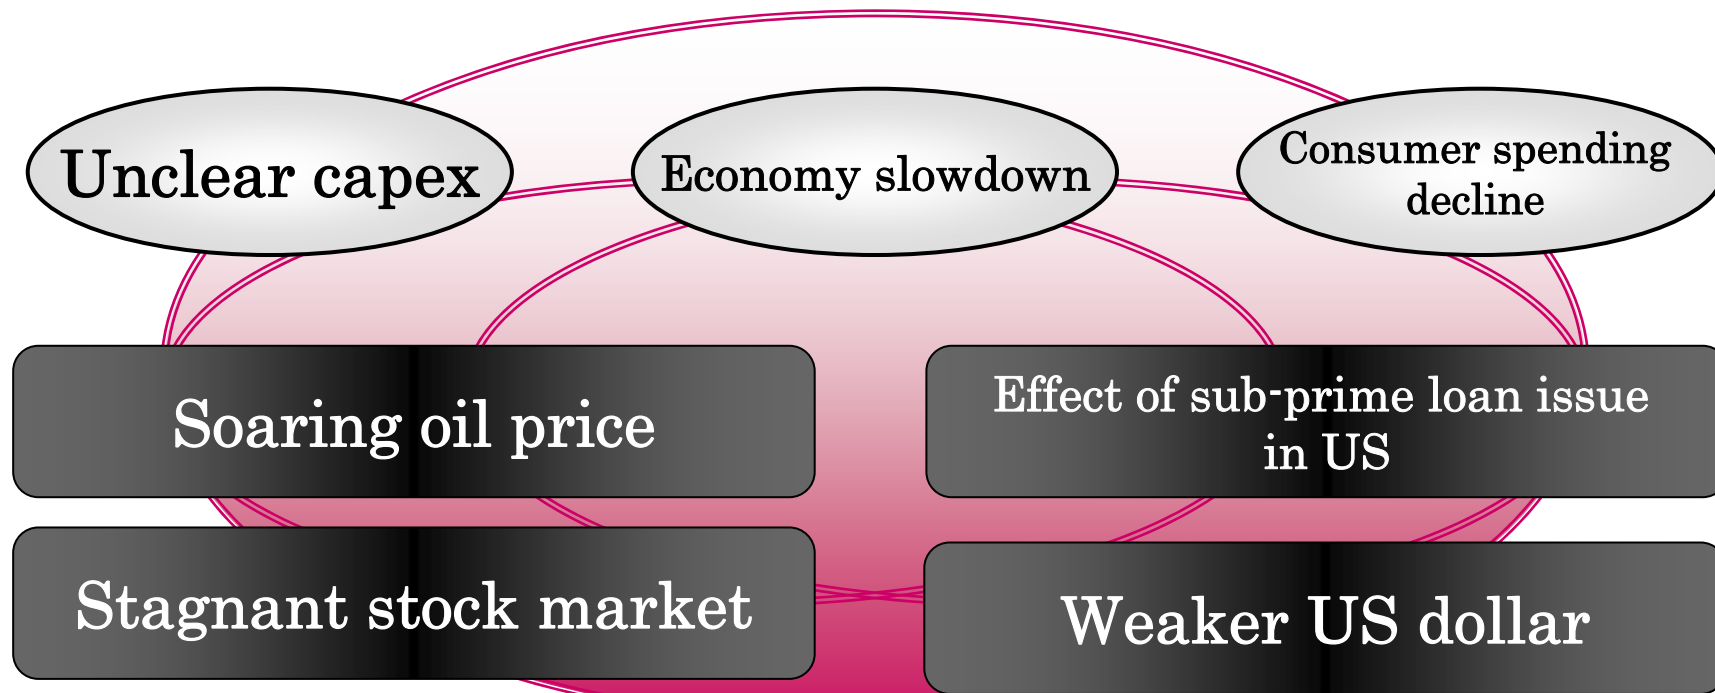 Unclear capex
Economy slowdown
Consumer spending
decline
Soaring oil price
Effect of sub-prime loan issue
in US
Stagnant stock market
Weaker US dollar